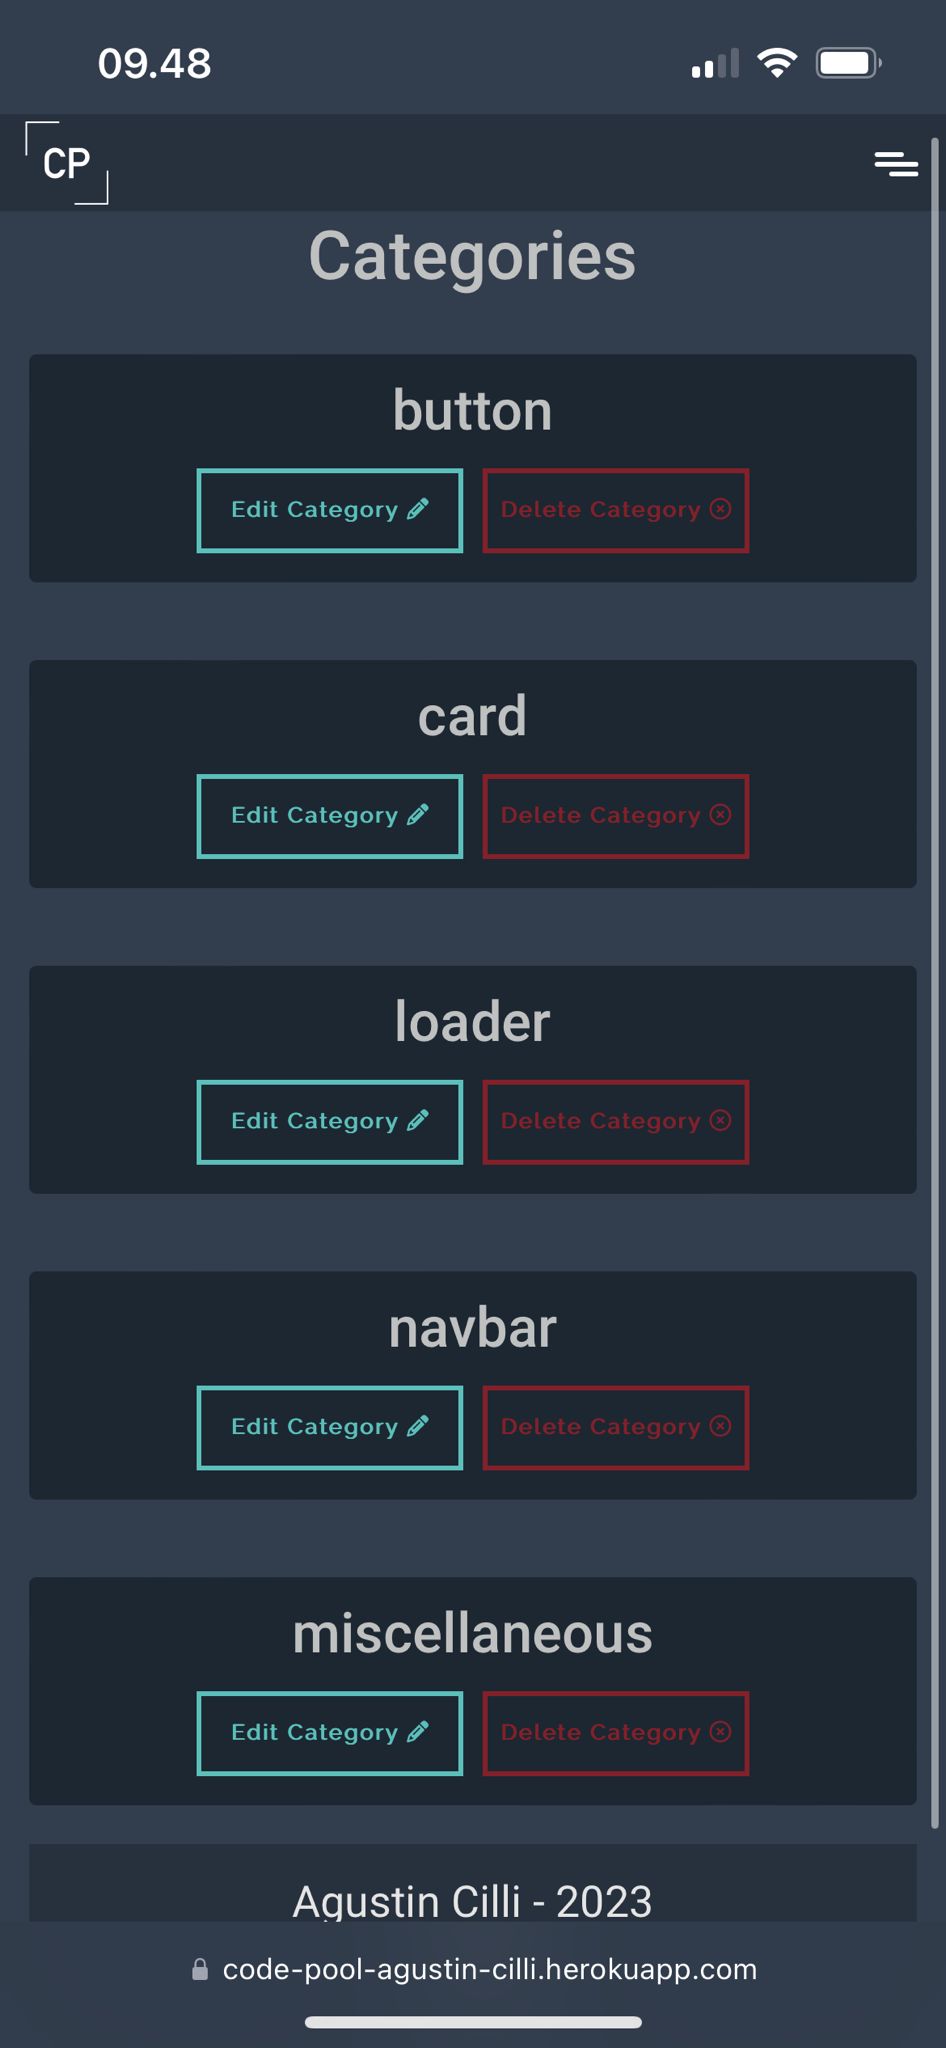 09.48
CP
Categories
button
Edit Category
Delete Category
card
Edit Category
Delete Category
loader
Edit Category
Delete Category
navbar
Edit Category
Delete Category
miscellaneous
Edit Category
Delete Category
Agustin Cilli - 2023
code-pool-agustin-cilli.herokuapp.com